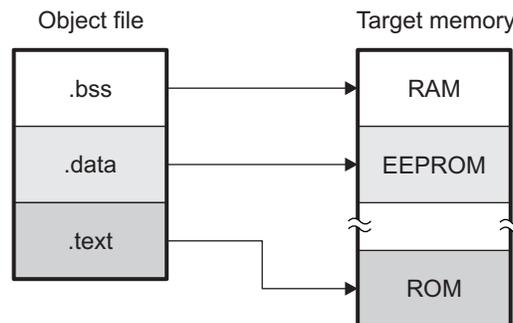 Object file
Target memory
.bss
RAM
.data
EEPROM
.text
ROM